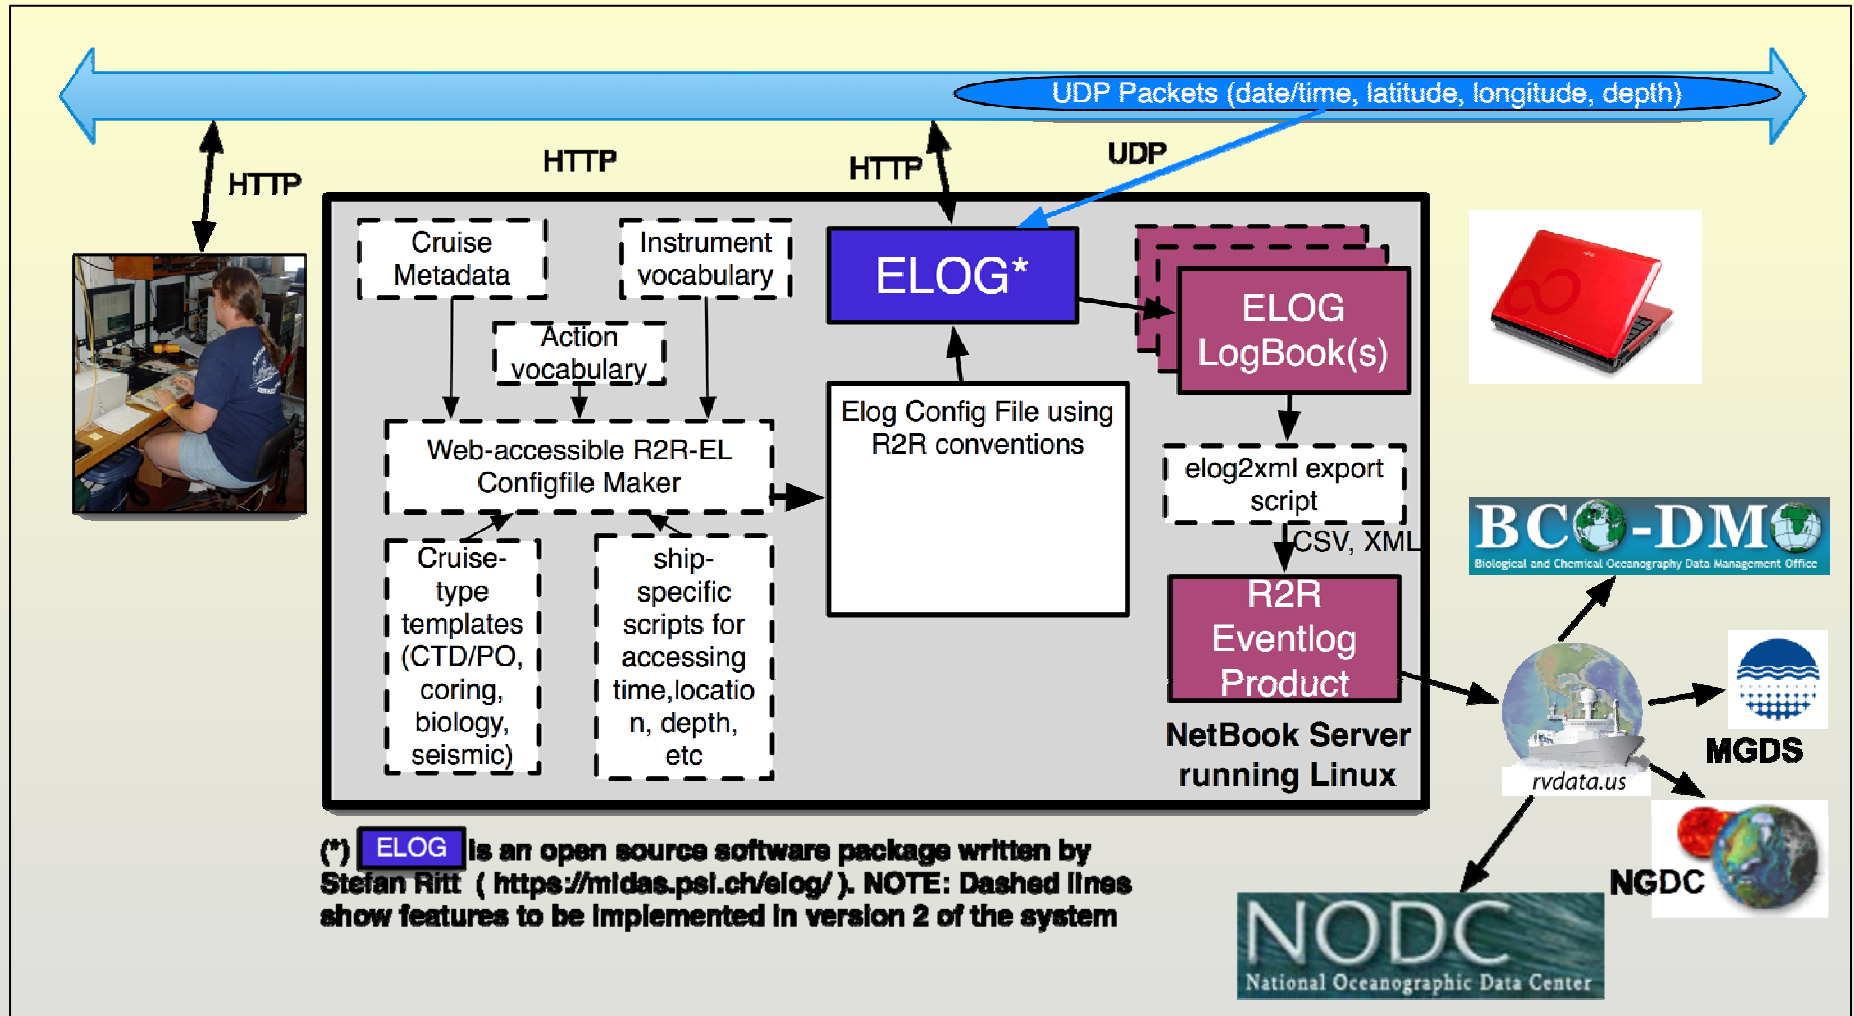 UDP Packets (date/time, latitude, longitude, depth)
HTTP
HTTP
HTTP
UDP
Cruise
Metadata
Instrument
vocabulary
Action
vocabulary
Web-accessible R2R-EL
Configfile Maker
Cruise-
type
templates
(CTD/PO,
coring,
biology,
seismic)
ship-
specific
scripts for
accessing
time,locatio
n, depth,
etc
ELOG*
Elog Config File using
R2R conventions
ELOG
LogBook(s)
elog2xml export
script
CSV, XML
R2R
Eventlog
Product
NetBook Server
running Linux
BCO-DMO
Biological and Chemical Oceanography Data Management Office
rvdata.us
MGDS
NGDC
NODC
National Oceanographic Data Center
(*) ELOG is an open source software package written by
Stefan Ritt ( https://midas.psi.ch/elog/ ). NOTE: Dashed lines
show features to be implemented in version 2 of the system